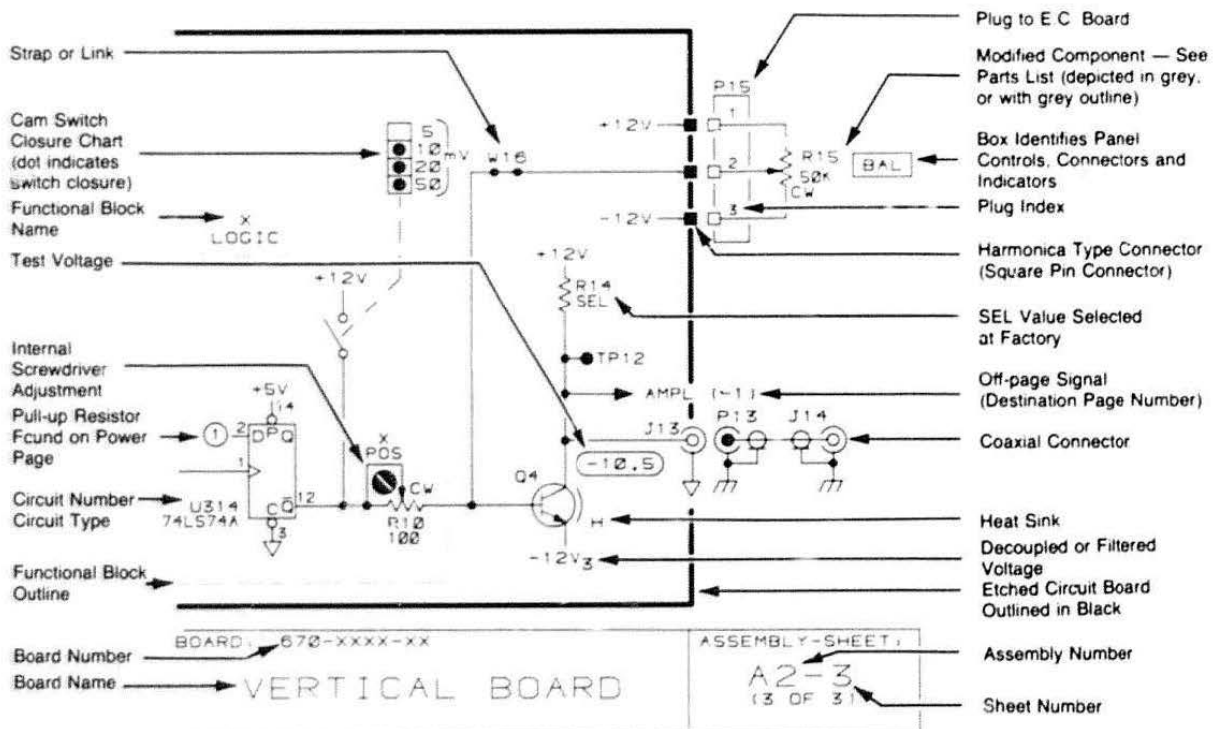 Strap or Link
Cam Switch
Closure Chart
(dot indicates
switch closure)
Functional Block
Name
Test Voltage
Internal
Screwdriver
Adjustment
Pull-up Resistor
Fcund on Power
Page
Circuit Number
Circuit Type
Functional Block
Outline
Board Number
Board Name
5
10
20
50
mV
W16
X
LOGIC
+12V
+5V
14
1
2
D P Q
1
C Q
12
U314
74LS74A
3
X
POS
CW
R10
100
+12V
R14
SEL
TP12
AMPL (-1)
J13
-10.5
Q4
H
-12V3
P15
+12V
1
2
R15
50K
CW
-12V
3
BAL
P13
J14
Plug to E C Board
Modified Component — See
Parts List (depicted in grey,
or with grey outline)
Box Identifies Panel
Controls, Connectors and
Indicators
Plug Index
Harmonica Type Connector
(Square Pin Connector)
SEL Value Selected
at Factory
Off-page Signal
(Destination Page Number)
Coaxial Connector
Heat Sink
Decoupled or Filtered
Voltage
Etched Circuit Board
Outlined in Black
Assembly Number
Sheet Number
BOARD: 670-XXXX-XX
VERTICAL BOARD
ASSEMBLY-SHEET:
A2-3
(3 OF 3)